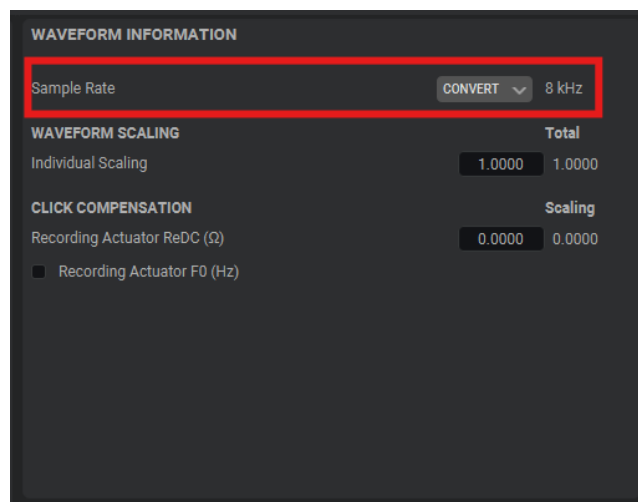 WAVEFORM INFORMATION
Sample Rate CONVERT 8 kHz
WAVEFORM SCALING Total
Individual Scaling 1.0000 1.0000
CLICK COMPENSATION Scaling
Recording Actuator ReDC (Ω) 0.0000 0.0000
Recording Actuator F0 (Hz)